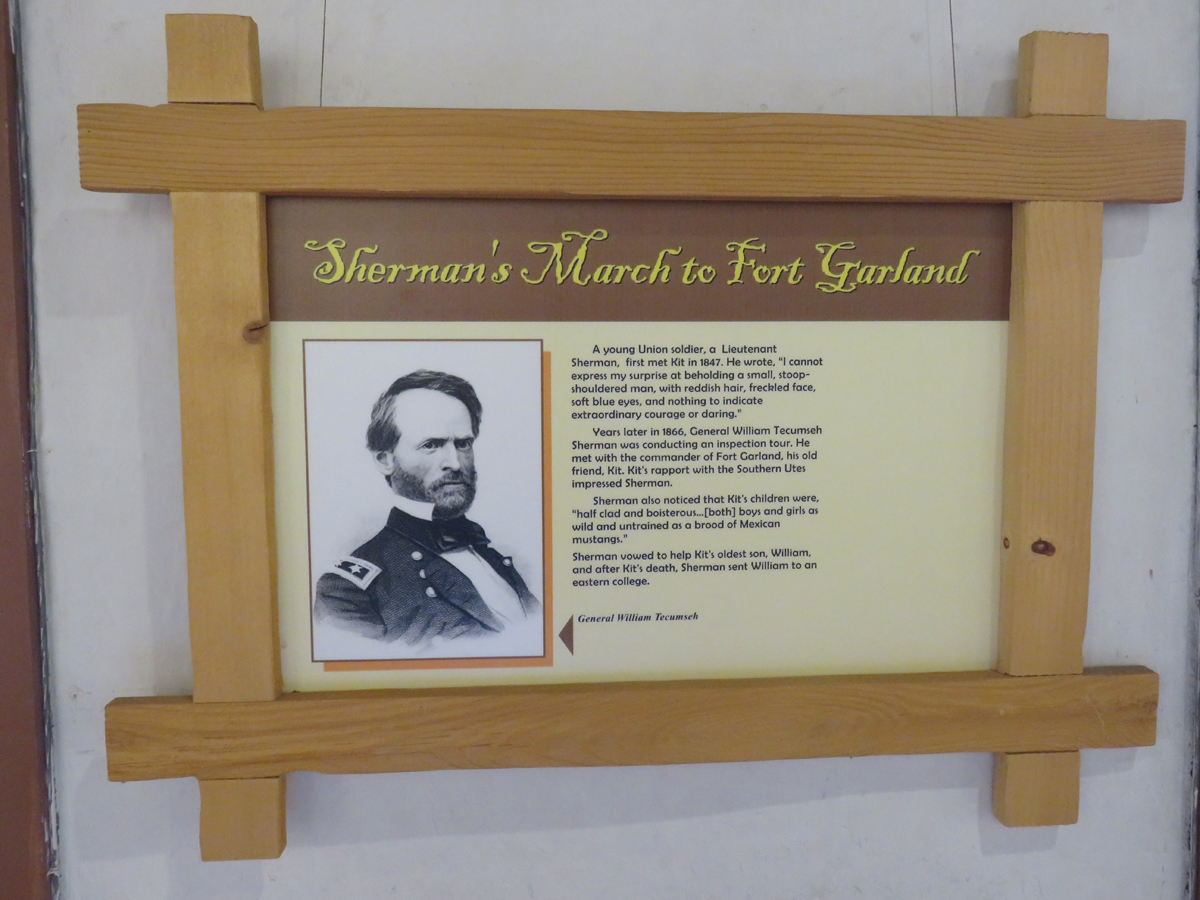 Sherman's March to Fort Garland
A young Union soldier, a Lieutenant
Sherman, first met Kit in 1847. He wrote, "I cannot
express my surprise at beholding a small, stoop-
shouldered man, with reddish hair, freckled face,
soft blue eyes, and nothing to indicate
extraordinary courage or daring."
Years later in 1866, General William Tecumseh
Sherman was conducting an inspection tour. He
met with the commander of Fort Garland, his old
friend, Kit. Kit's rapport with the Southern Utes
impressed Sherman.
Sherman also noticed that Kit's children were,
"half clad and boisterous...[both] boys and girls as
wild and untrained as a brood of Mexican
mustangs."
Sherman vowed to help Kit's oldest son, William,
and after Kit's death, Sherman sent William to an
eastern college.
General William Tecumseh